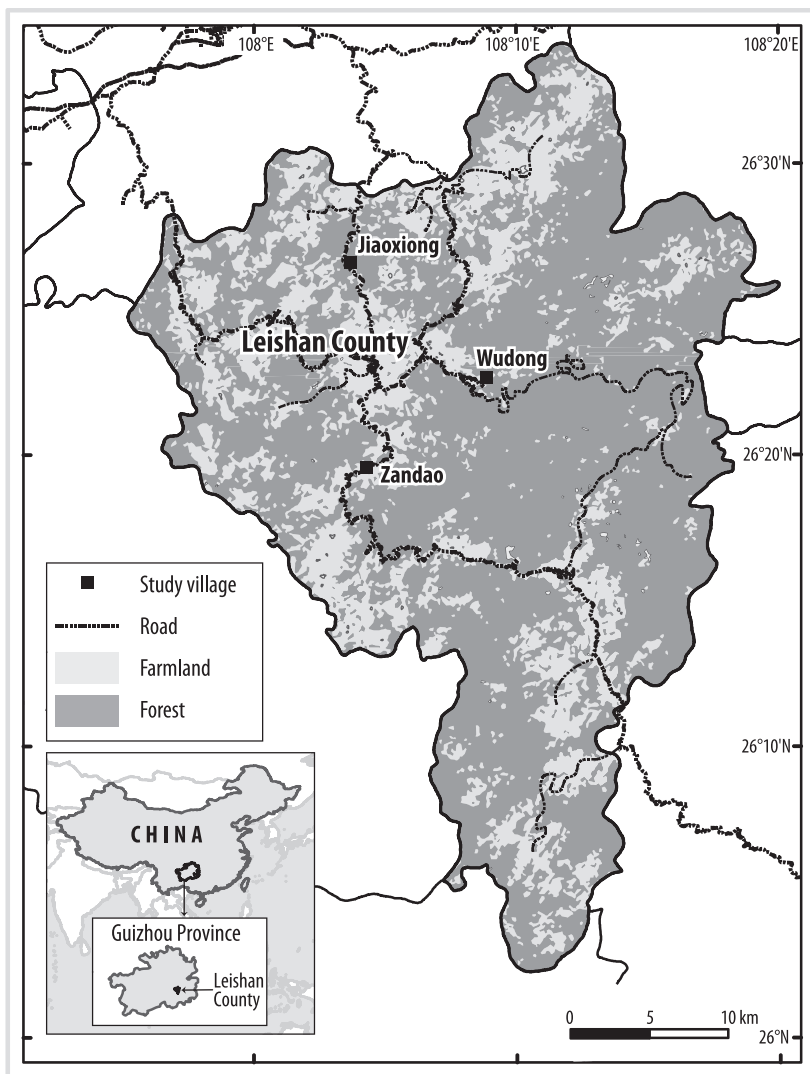 108°E
108°10'E
108°20'E
26°30'N
Jiaoxiong
Leishan County
Wudong
26°20'N
Zandao
Study village
Road
Farmland
Forest
26°10'N
CHINA
Guizhou Province
Leishan
County
0 5 10 km
26°N